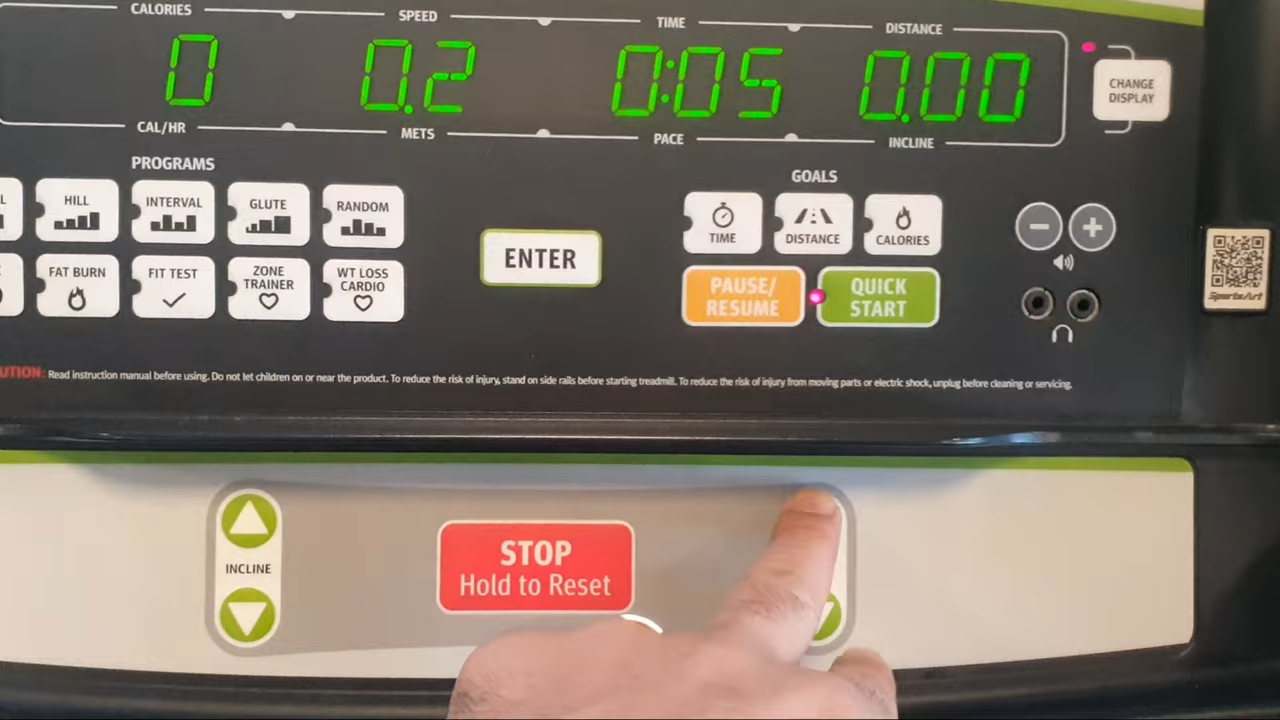 CALORIES SPEED TIME DISTANCE
0 0.2 0:05 0.00
CHANGE
DISPLAY
CAL/HR METS PACE INCLINE
PROGRAMS
GOALS
HILL INTERVAL GLUTE RANDOM
TIME DISTANCE CALORIES
ENTER
FAT BURN FIT TEST ZONE
TRAINER WT LOSS
CARDIO
PAUSE/
RESUME
QUICK
START
SportsArt
UTION: Read instruction manual before using. Do not let children on or near the product. To reduce the risk of injury, stand on side rails before starting treadmill. To reduce the risk of injury from moving parts or electric shock, unplug before cleaning or servicing.
INCLINE
STOP
Hold to Reset